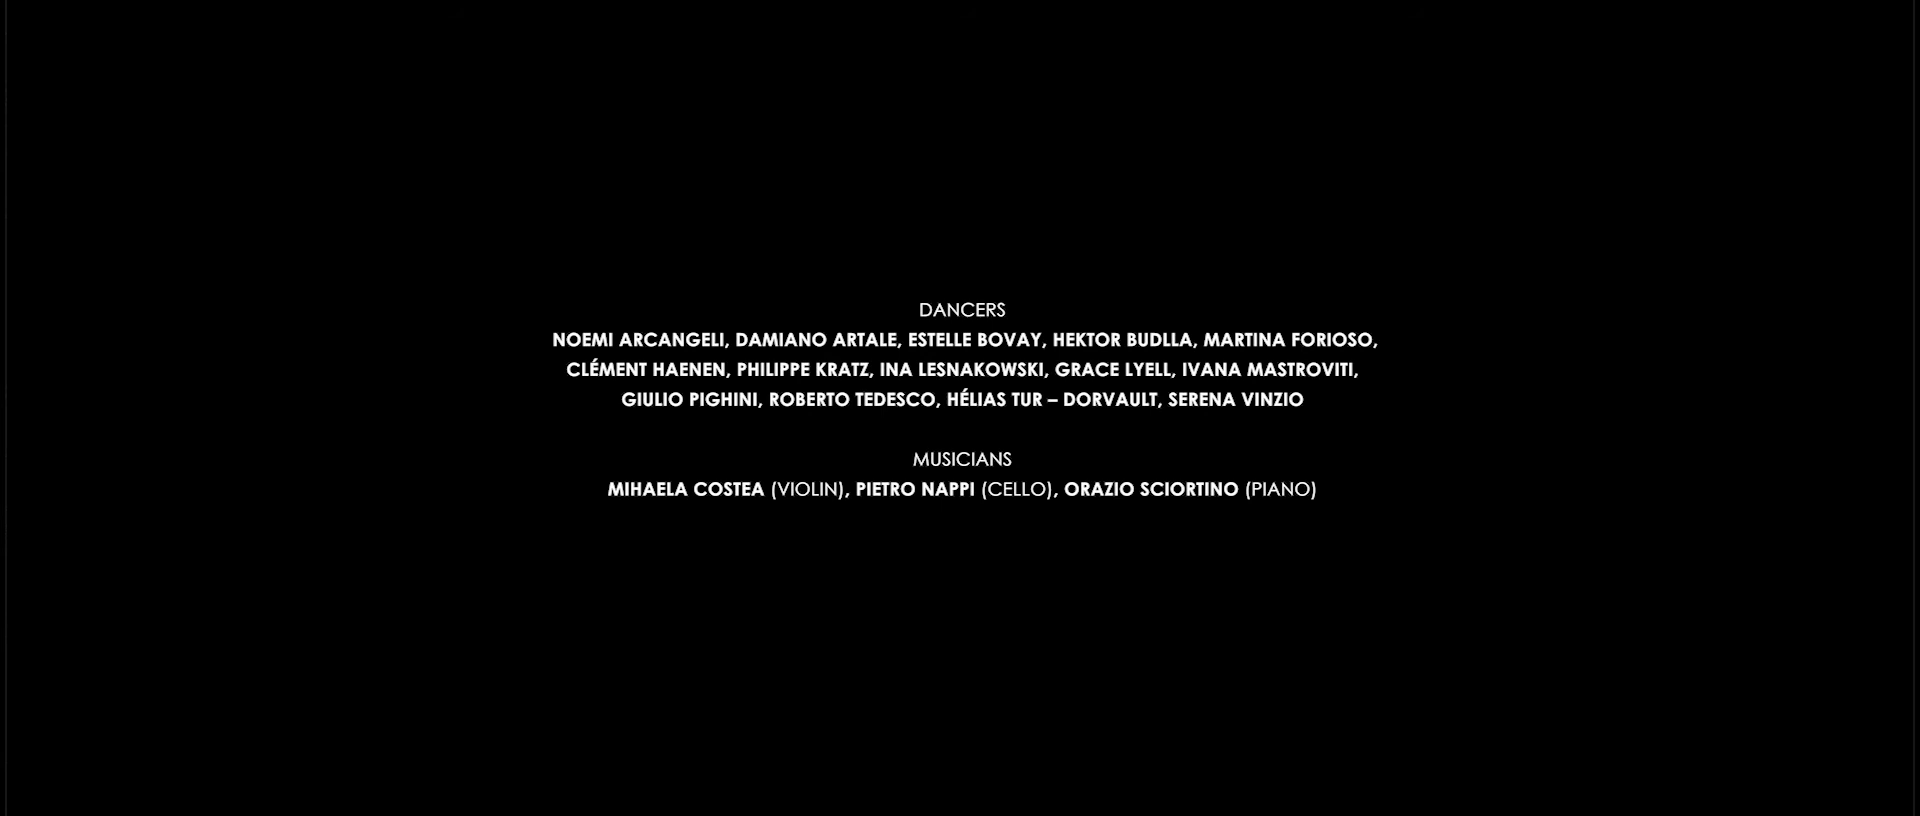 DANCERS
NOEMI ARCANGELI, DAMIANO ARTALE, ESTELLE BOVAY, HEKTOR BUDLLA, MARTINA FORIOSO,
CLÉMENT HAENEN, PHILIPPE KRATZ, INA LESNAKOWSKI, GRACE LYELL, IVANA MASTROVITI,
GIULIO PIGHINI, ROBERTO TEDESCO, HÉLIAS TUR – DORVAULT, SERENA VINZIO
MUSICIANS
MIHAELA COSTEA (VIOLIN), PIETRO NAPPI (CELLO), ORAZIO SCIORTINO (PIANO)